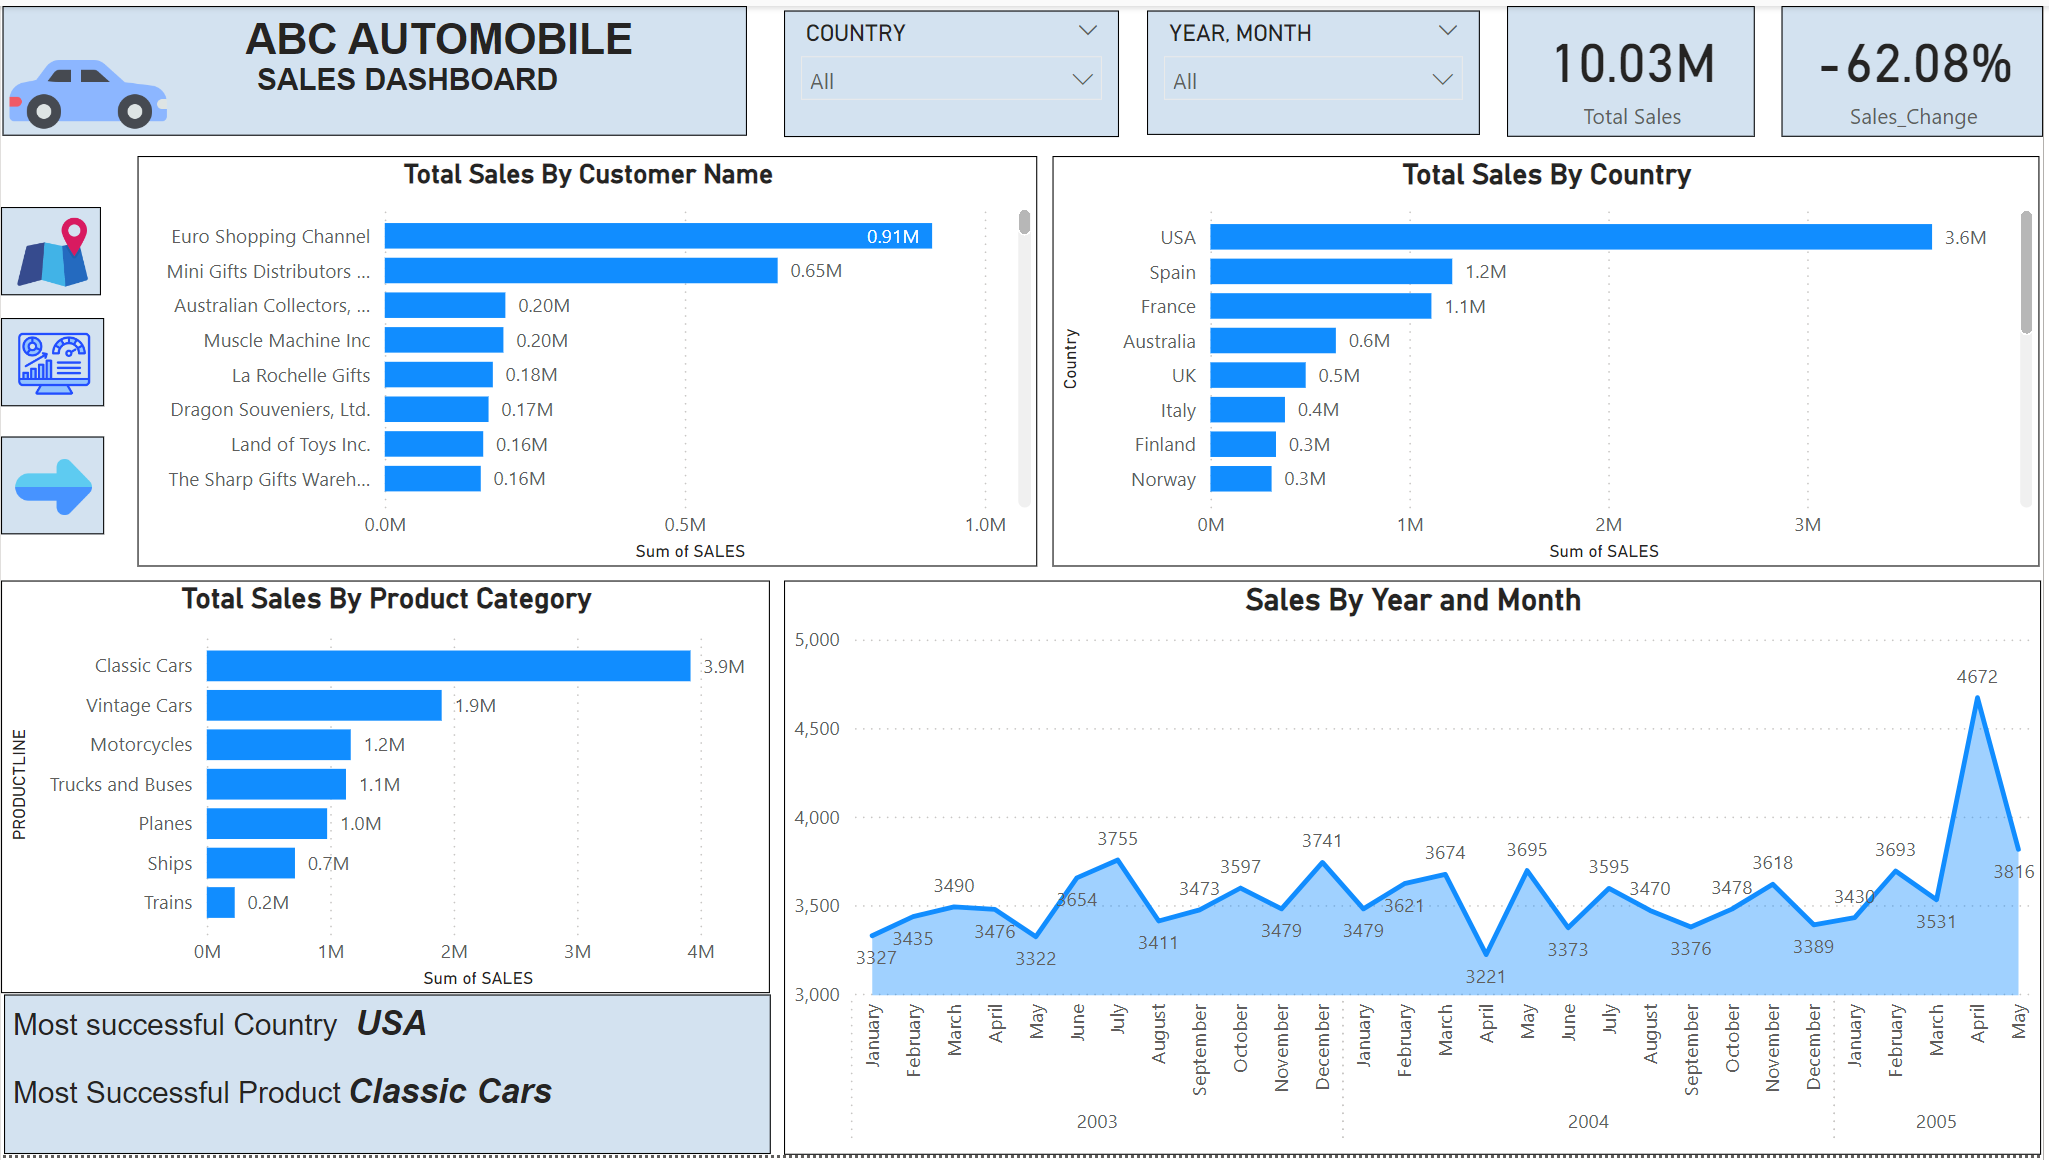 ABC AUTOMOBILE
SALES DASHBOARD
COUNTRY
All
YEAR, MONTH
All
10.03M
Total Sales
-62.08%
Sales_Change
Total Sales By Customer Name
Euro Shopping Channel 0.91M
Mini Gifts Distributors ... 0.65M
Australian Collectors, ... 0.20M
Muscle Machine Inc 0.20M
La Rochelle Gifts 0.18M
Dragon Souveniers, Ltd. 0.17M
Land of Toys Inc. 0.16M
The Sharp Gifts Wareh... 0.16M
0.0M 0.5M 1.0M
Sum of SALES
Total Sales By Country
Country
USA 3.6M
Spain 1.2M
France 1.1M
Australia 0.6M
UK 0.5M
Italy 0.4M
Finland 0.3M
Norway 0.3M
0M 1M 2M 3M
Sum of SALES
Total Sales By Product Category
PRODUCTLINE
Classic Cars 3.9M
Vintage Cars 1.9M
Motorcycles 1.2M
Trucks and Buses 1.1M
Planes 1.0M
Ships 0.7M
Trains 0.2M
0M 1M 2M 3M 4M
Sum of SALES
Most successful Country USA
Most Successful Product Classic Cars
Sales By Year and Month
5,000
4,500
4,000
3,500
3,000
3327 3435 3490 3476 3322 3654 3755 3411 3473 3597 3479 3741 3479 3621 3674 3221 3695 3373 3595 3470 3376 3478 3618 3389 3430 3693 3531 4672 3816
January February March April May June July August September October November December January February March April May June July August September October November December January February March April May
2003 2004 2005